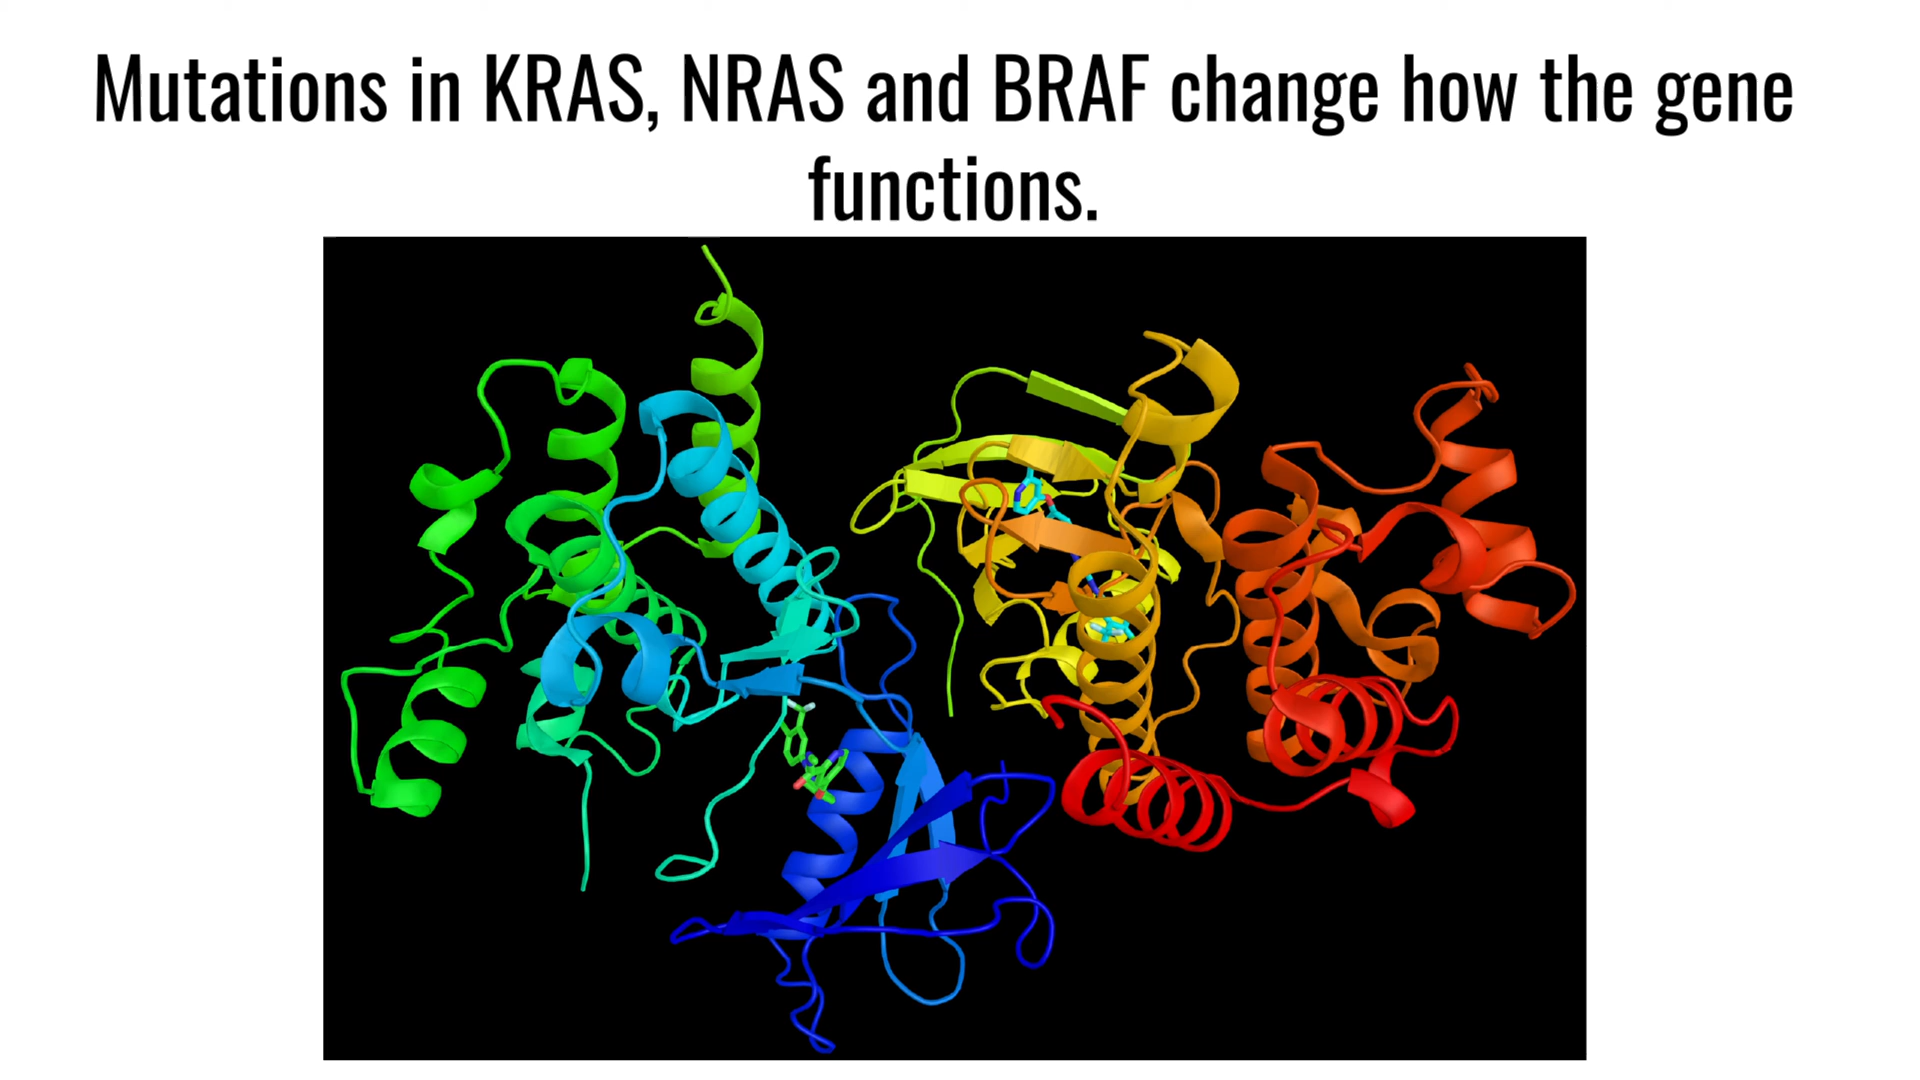 Mutations in KRAS, NRAS and BRAF change how the gene
functions.